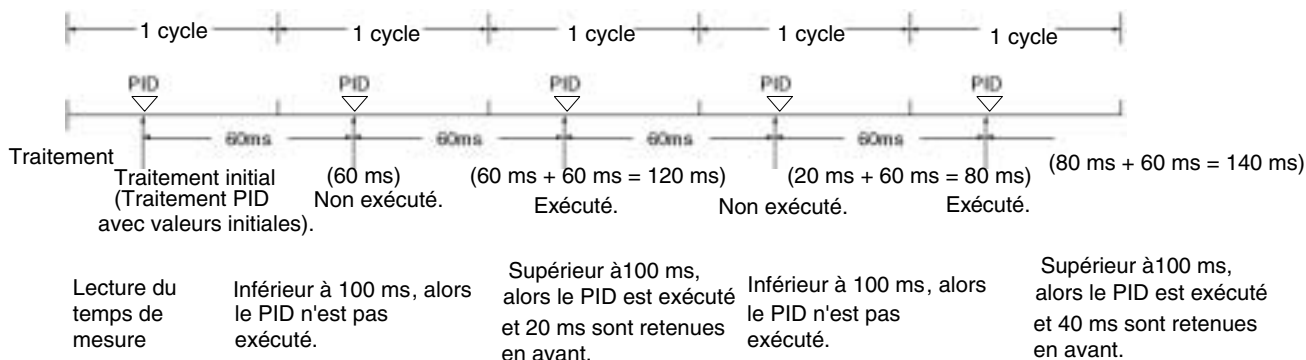 1 cycle 1 cycle 1 cycle 1 cycle 1 cycle
PID PID PID PID PID
60ms 60ms 60ms 60ms
Traitement
Traitement initial
(Traitement PID
avec valeurs initiales).
(60 ms)
Non exécuté.
(60 ms + 60 ms = 120 ms)
Exécuté.
(20 ms + 60 ms = 80 ms)
Non exécuté.
(80 ms + 60 ms = 140 ms)
Exécuté.
Lecture du
temps de
mesure
Inférieur à 100 ms, alors
le PID n'est pas
exécuté.
Supérieur à100 ms,
alors le PID est exécuté
et 20 ms sont retenues
en avant.
Inférieur à 100 ms, alors
le PID n'est pas
exécuté.
Supérieur à100 ms,
alors le PID est exécuté
et 40 ms sont retenues
en avant.